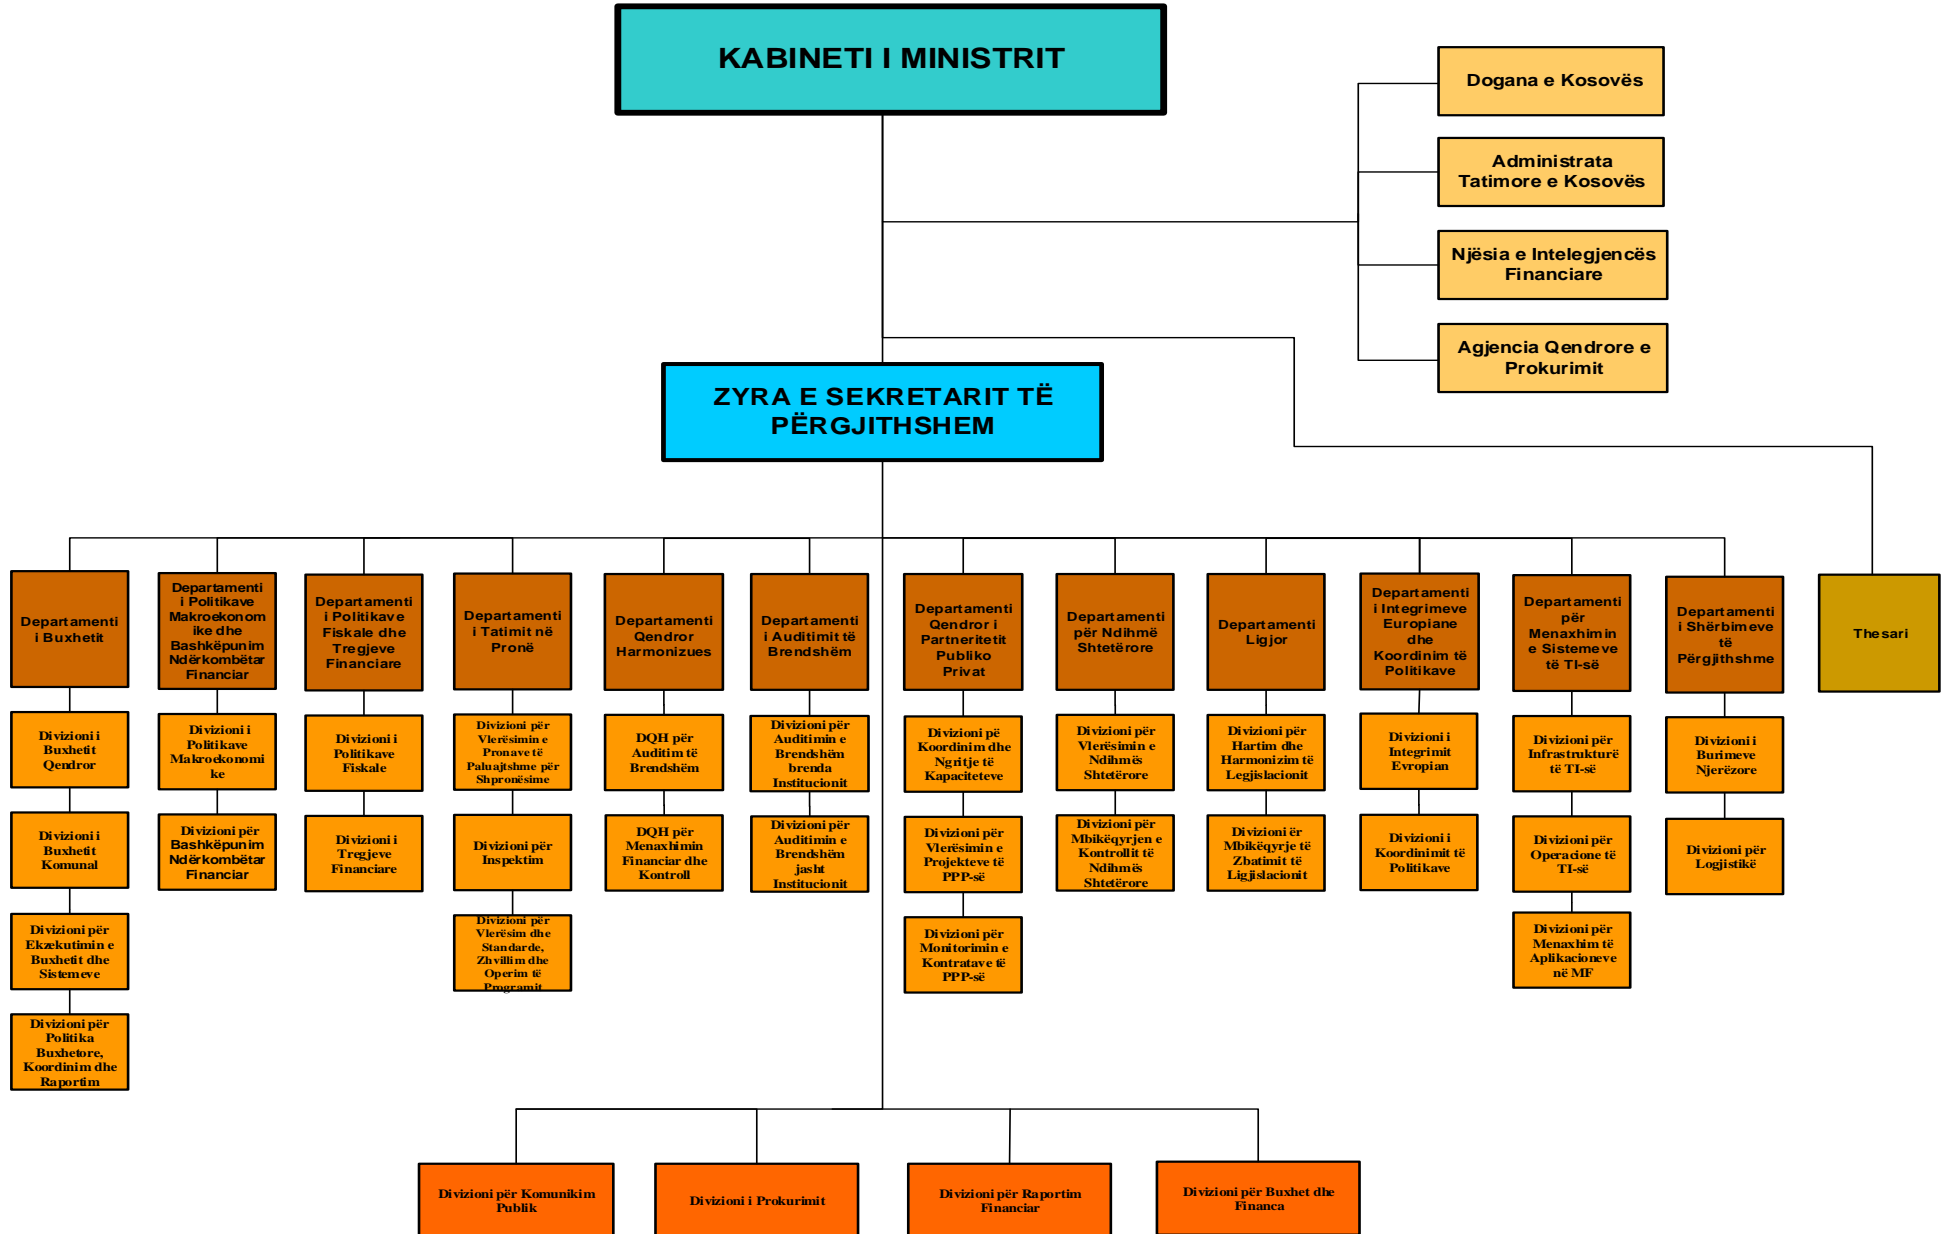 KABINETI I MINISTRIT
Dogana e Kosovës
Administrata
Tatimore e Kosovës
Njësia e Intelegjencës
Financiare
Agjencia Qendrore e
Prokurimit
ZYRA E SEKRETARIT TË
PËRGJITHSHEM
Departamenti
i Buxhetit
Departamenti
i Politikave
Makroekonom
ike dhe
Bashkëpunim
Ndërkombëtar
Financiar
Departamenti
i Politikave
Fiskale dhe
Tregjeve
Financiare
Departamenti
i Tatimit në
Pronë
Departamenti
Qendror
Harmonizues
Departamenti
i Auditimit të
Brendshëm
Departamenti
Qendror i
Partneritetit
Publiko
Privat
Departamenti
për Ndihmë
Shtetërore
Departamenti
Ligjor
Departamenti
i Integrimeve
Europiane
dhe
Koordinim të
Politikave
Departamenti
për
Menaxhimin
e Sistemeve
të TI-së
Departamenti
i Shërbimeve
të
Përgjithshme
Thesari
Divizioni i
Buxhetit
Qendror
Divizioni i
Politikave
Makroekonomi
ke
Divizioni i
Politikave
Fiskale
Divizioni për
Vlerësimin e
Pronave të
Paluajtshme për
Shpronësime
DQH për
Auditim të
Brendshëm
Divizioni për
Auditimin e
Brendshëm
brenda
Institucionit
Divizioni pë
Koordinim dhe
Ngritje të
Kapaciteteve
Divizioni për
Vlerësimin e
Ndihmës
Shtetërore
Divizioni për
Hartim dhe
Harmonizim të
Legjislacionit
Divizioni i
Integrimit
Evropian
Divizioni për
Infrastrukturë
të TI-së
Divizioni i
Burimeve
Njerëzore
Divizioni i
Buxhetit
Komunal
Divizioni për
Bashkëpunim
Ndërkombëtar
Financiar
Divizioni i
Tregjeve
Financiare
Divizioni për
Inspektim
DQH për
Menaxhimin
Financiar dhe
Kontroll
Divizioni për
Auditimin e
Brendshëm
jasht
Institucionit
Divizioni për
Vlerësimin e
Projekteve të
PPP-së
Divizioni për
Mbikëqyrjen e
Kontrollit të
Ndihmës
Shtetërore
Divizioni ër
Mbikëqyrje të
Zbatimit të
Ligjislacionit
Divizioni i
Koordinimit të
Politikave
Divizioni për
Operacione të
TI-së
Divizioni për
Logjistikë
Divizioni për
Ekzekutimin e
Buxhetit dhe
Sistemeve
Divizioni për
Vlerësim dhe
Standarde,
Zhvillim dhe
Operim të
Programit
Divizioni për
Monitorimin e
Kontratave të
PPP-së
Divizioni për
Menaxhim të
Aplikacioneve
në MF
Divizioni për
Politika
Buxhetore,
Koordinim dhe
Raportim
Divizioni për Komunikim
Publik
Divizioni i Prokurimit
Divizioni për Raportim
Financiar
Divizioni për Buxhet dhe
Financa